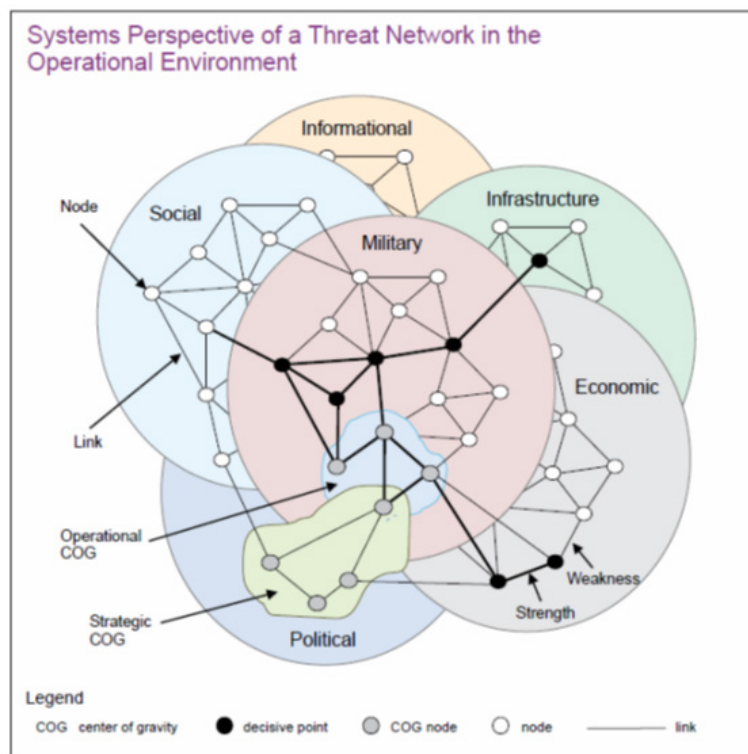 Systems Perspective of a Threat Network in the
Operational Environment
Informational
Node
Social
Infrastructure
Military
Economic
Link
Operational
COG
Weakness
Strength
Strategic
COG
Political
Legend
COG center of gravity decisive point COG node node link